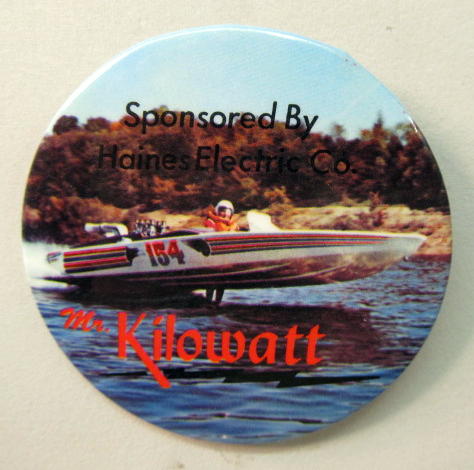 Sponsored By
Haines Electric Co.
154
Mr.
Kilowatt